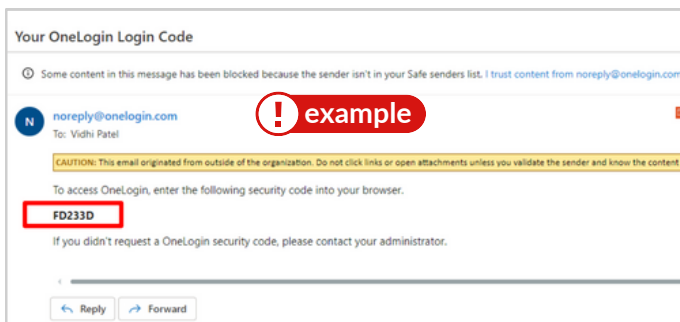 Your OneLogin Login Code
Some content in this message has been blocked because the sender isn't in your Safe senders list. I trust content from noreply@onelogin.com
N
noreply@onelogin.com
! example
To: Vidhi Patel
CAUTION: This email originated from outside of the organization. Do not click links or open attachments unless you validate the sender and know the content
To access OneLogin, enter the following security code into your browser.
FD233D
If you didn't request a OneLogin security code, please contact your administrator.
Reply Forward